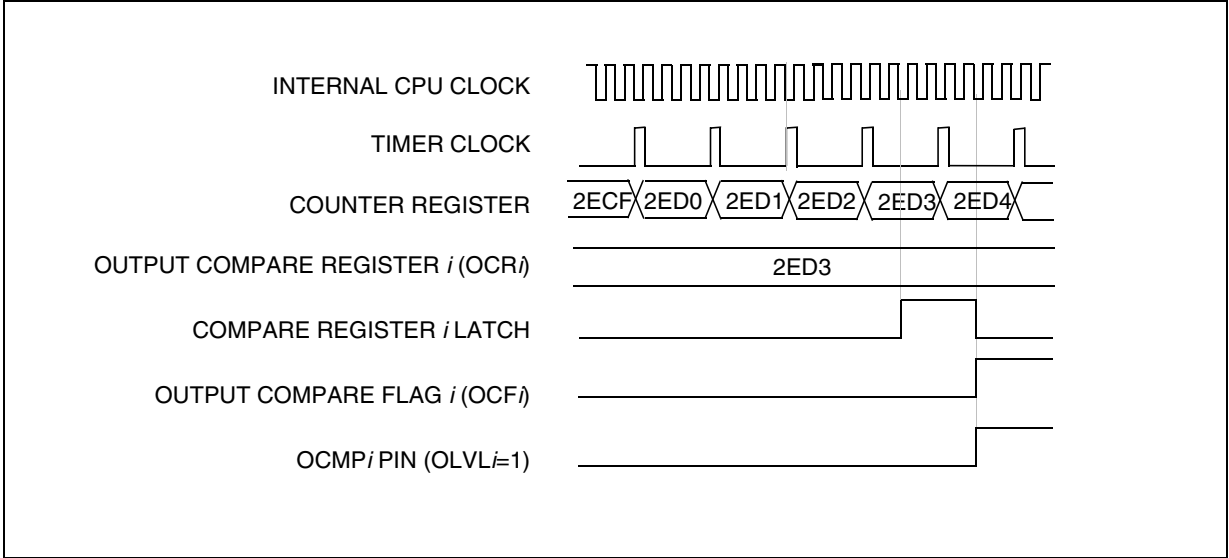 INTERNAL CPU CLOCK
TIMER CLOCK
COUNTER REGISTER 2ECF 2ED0 2ED1 2ED2 2ED3 2ED4
OUTPUT COMPARE REGISTER i (OCRi) 2ED3
COMPARE REGISTER i LATCH
OUTPUT COMPARE FLAG i (OCFi)
OCMPi PIN (OLVLi=1)